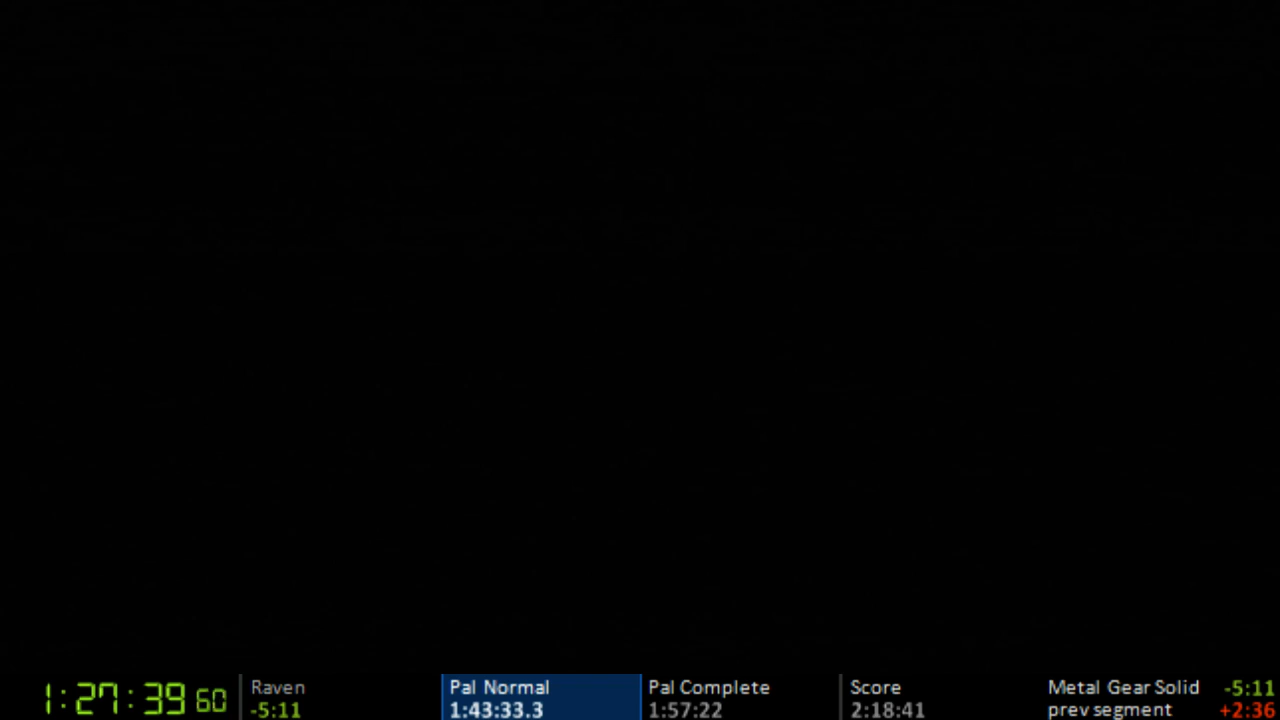 1:27:39 60
Raven
-5:11
Pal Normal
1:43:33.3
Pal Complete
1:57:22
Score
2:18:41
Metal Gear Solid -5:11
prev segment +2:36